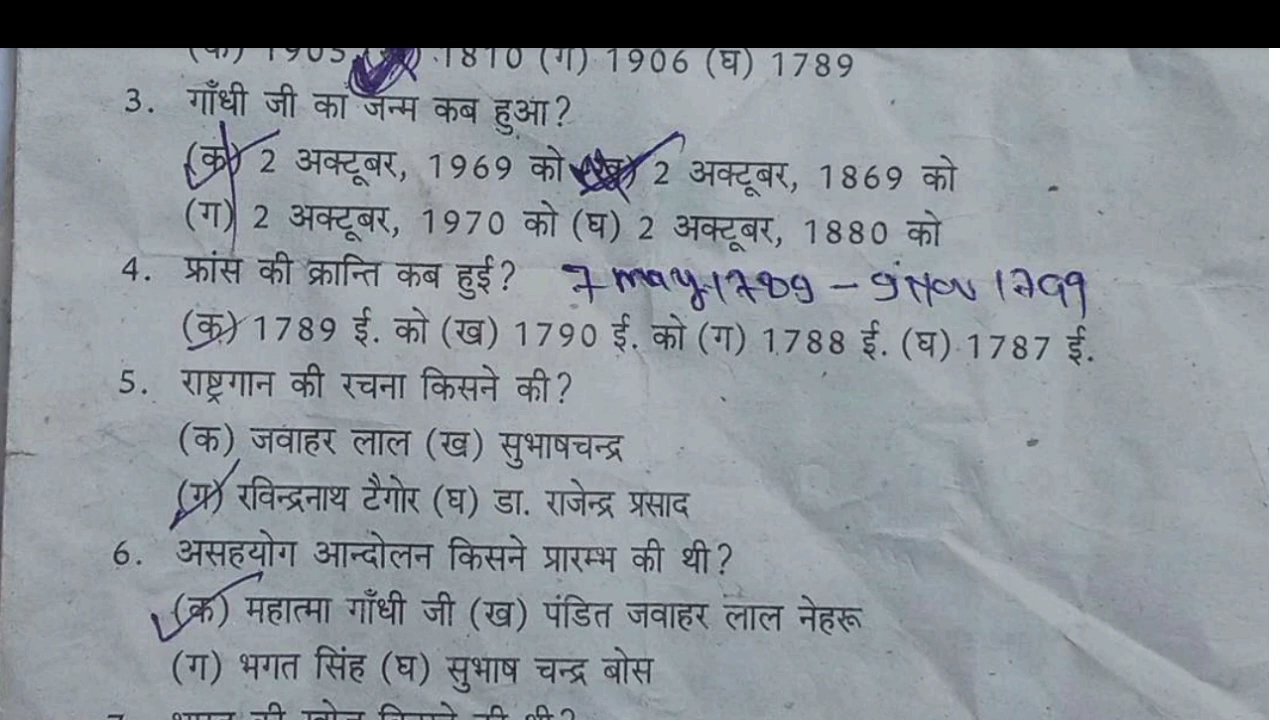 (क) 1905 1810 (ग) 1906 (घ) 1789
3. गाँधी जी का जन्म कब हुआ?
(क) 2 अक्टूबर, 1969 को (ख) 2 अक्टूबर, 1869 को
(ग) 2 अक्टूबर, 1970 को (घ) 2 अक्टूबर, 1880 को
4. फ्रांस की क्रान्ति कब हुई? 7 may 1789 – 9 Nov 1799
(क) 1789 ई. को (ख) 1790 ई. को (ग) 1788 ई. (घ) 1787 ई.
5. राष्ट्रगान की रचना किसने की?
(क) जवाहर लाल (ख) सुभाषचन्द्र
(ग) रविन्द्रनाथ टैगोर (घ) डा. राजेन्द्र प्रसाद
6. असहयोग आन्दोलन किसने प्रारम्भ की थी?
(क) महात्मा गाँधी जी (ख) पंडित जवाहर लाल नेहरू
(ग) भगत सिंह (घ) सुभाष चन्द्र बोस